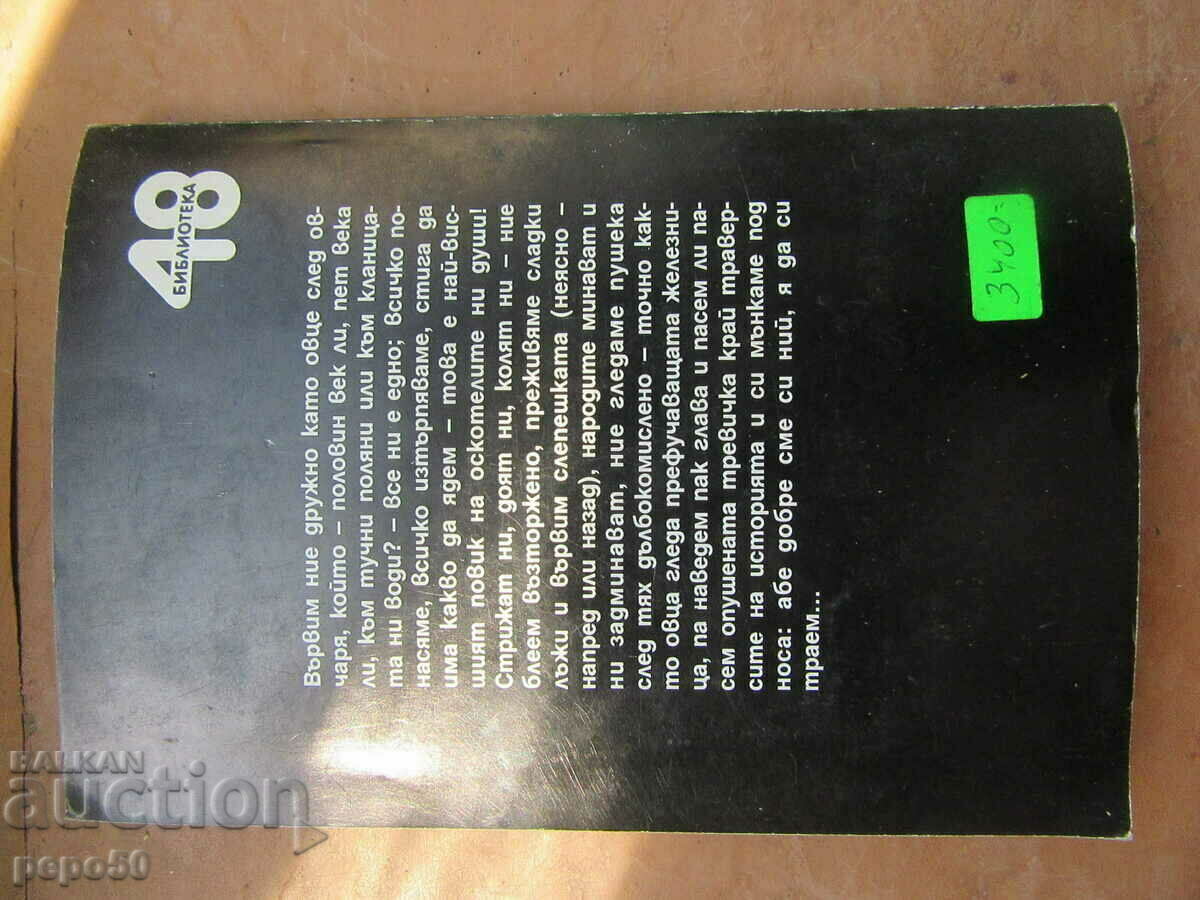 48
БИБЛИОТЕКА
Вървим ние дружно като овце след ов-
чаря, който – половин век ли, пет века
ли, към тучни поляни или към кланица-
та ни води? – все ни е едно; всичко по-
насяме, всичко изтърпяваме, стига да
има какво да ядем – това е най-вис-
шият повик на оскотелите ни души!
Стрижат ни, доят ни, колят ни – ние
блеем възторжено, преживяме сладки
лъжи и вървим слепешката (неясно –
напред или назад), народите минават и
ни задминават, ние гледаме пушека
след тях дълбокомислено – точно как-
то овца гледа префучаващата железни-
ца, па наведем пак глава и пасем ли па-
сем опушената тревичка край травер-
сите на историята и си мънкаме под
носа: абе добре сме си ний, я да си
траем...
3400=
BALKAN
auction
pepo50